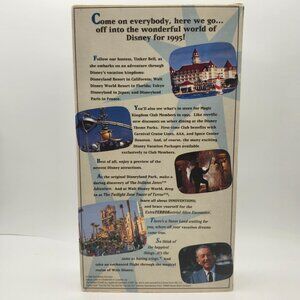 Come on everybody, here we go...
off into the wonderful world of
Disney for 1995!
Follow our hostess, Tinker Bell, as
she embarks on an adventure through
Disney's vacation kingdoms:
Disneyland Resort in California; Walt
Disney World Resort in Florida; Tokyo
Disneyland in Japan; and Disneyland
Paris in France.
You'll also see what's in store for Magic
Kingdom Club Members in 1995. Like terrific
new discounts on select dining at the Disney
Theme Parks. First-time Club Benefits with
Carnival Cruise Lines, AAA, and Space Center
Houston. And, of course, the many exciting
Disney Vacation Packages available
exclusively to Club Members.
Best of all, enjoy a preview of the
newest Disney attractions.
At the original Disneyland Park, make a
daring discovery of The Indiana Jones™
Adventure. And at Walt Disney World, drop
in at The Twilight Zone Tower of Terror™,
learn all about INNOVENTIONS,
and brace yourself for the
ExtraTERRORestrial Alien Encounter.
There's a Never Land waiting for
you, where all your vacation dreams
come true.
So think of
the happiest
things. It's the
same as having wings. And
take an enchanted flight through the magical
realm of Walt Disney.